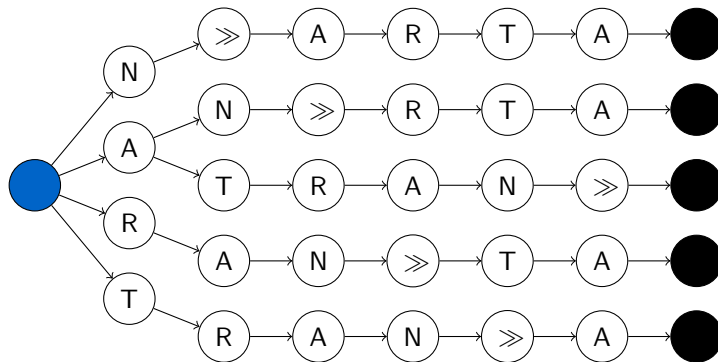 N ≫ A R T A
A N ≫ R T A
T R A N ≫
R A N ≫ T A
T R A N ≫ A